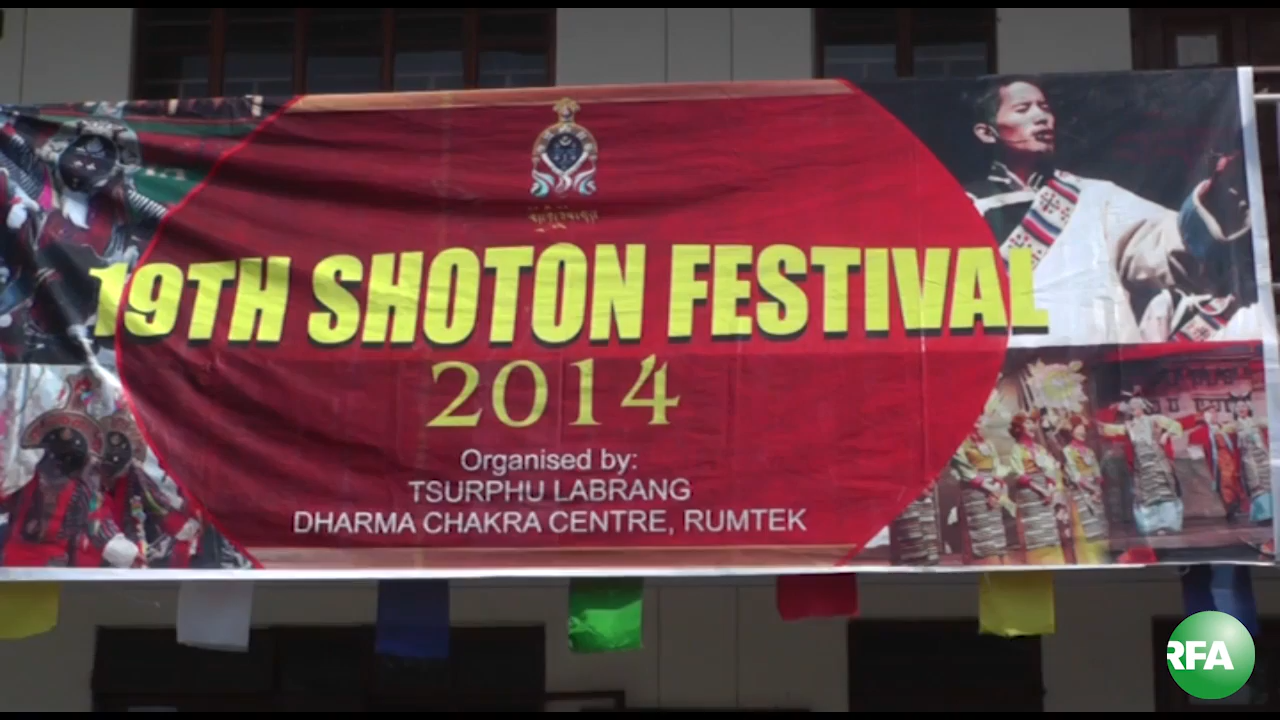 19TH SHOTON FESTIVAL
2014
Organised by:
TSURPHU LABRANG
DHARMA CHAKRA CENTRE, RUMTEK
RFA